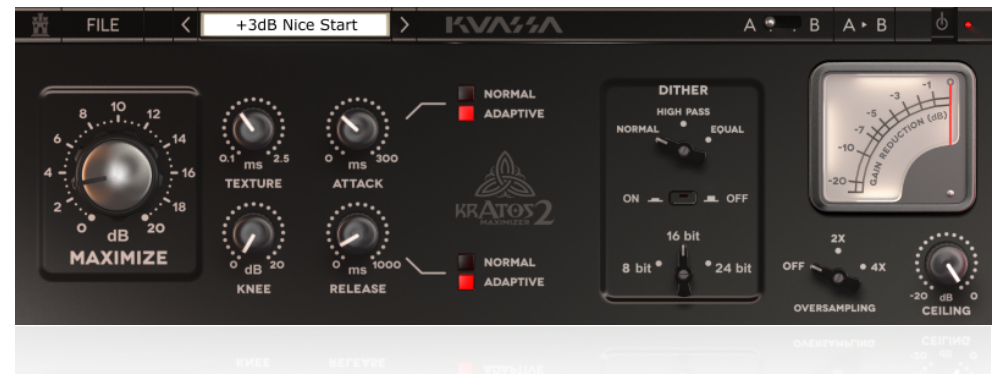 FILE
<
+3dB Nice Start
>
KVASSA
A
B
A ▸ B
8
10
12
6
14
4
16
2
18
0
dB
20
MAXIMIZE
0.1
ms
2.5
TEXTURE
0
ms
300
ATTACK
0
dB
20
KNEE
0
ms
1000
RELEASE
NORMAL
ADAPTIVE
KRATOS 2
MAXIMIZER
NORMAL
ADAPTIVE
DITHER
HIGH PASS
NORMAL
EQUAL
ON
OFF
16 bit
8 bit
24 bit
-20
-10
-7
-5
-3
-1
0
GAIN REDUCTION (dB)
2X
OFF
4X
OVERSAMPLING
-20
dB
0
CEILING